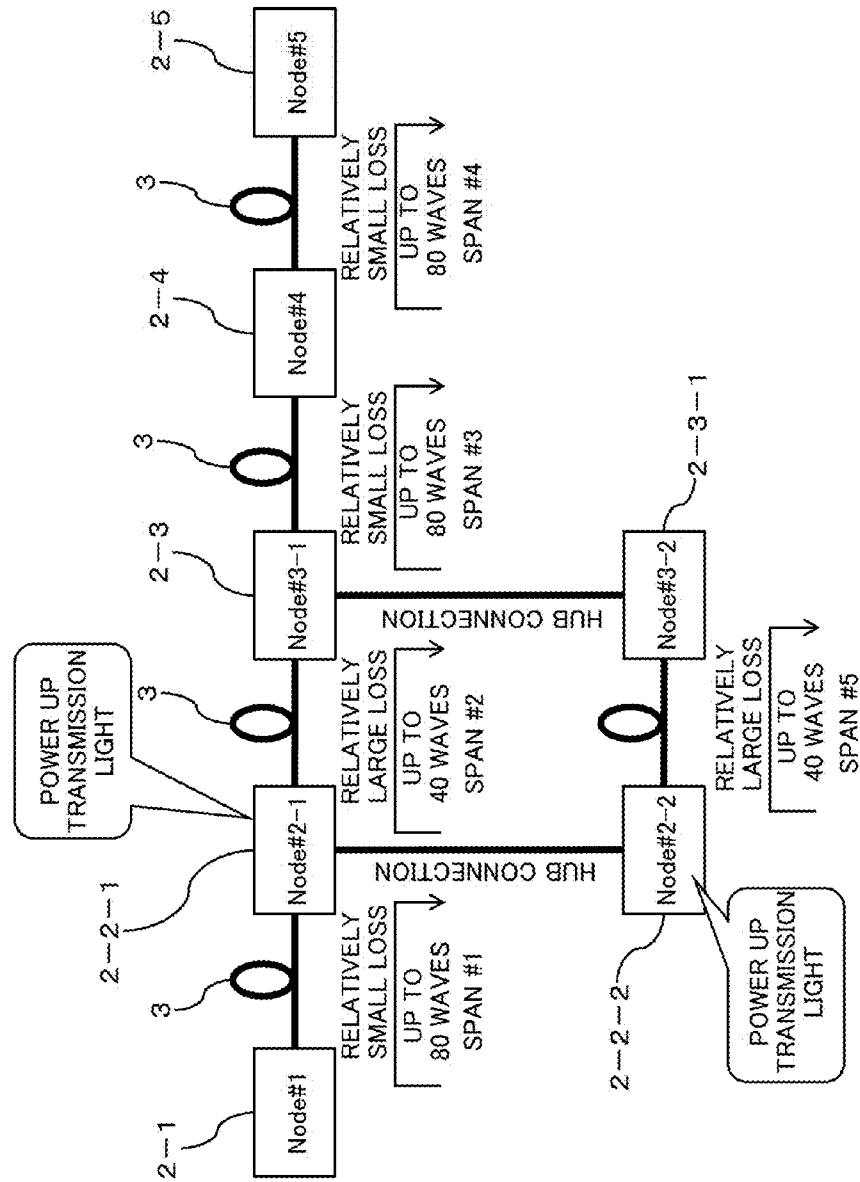 POWER UP
TRANSMISSION
LIGHT
2-1
3
2-2-1
3
2-3
3
2-4
3
2-5
Node#1
Node#2-1
Node#3-1
Node#4
Node#5
RELATIVELY
SMALL LOSS
UP TO
80 WAVES
SPAN #1
RELATIVELY
LARGE LOSS
UP TO
40 WAVES
SPAN #2
RELATIVELY
SMALL LOSS
UP TO
80 WAVES
SPAN #3
RELATIVELY
SMALL LOSS
UP TO
80 WAVES
SPAN #4
HUB CONNECTION
HUB CONNECTION
2-2-2
Node#2-2
Node#3-2
2-3-1
POWER UP
TRANSMISSION
LIGHT
RELATIVELY
LARGE LOSS
UP TO
40 WAVES
SPAN #5